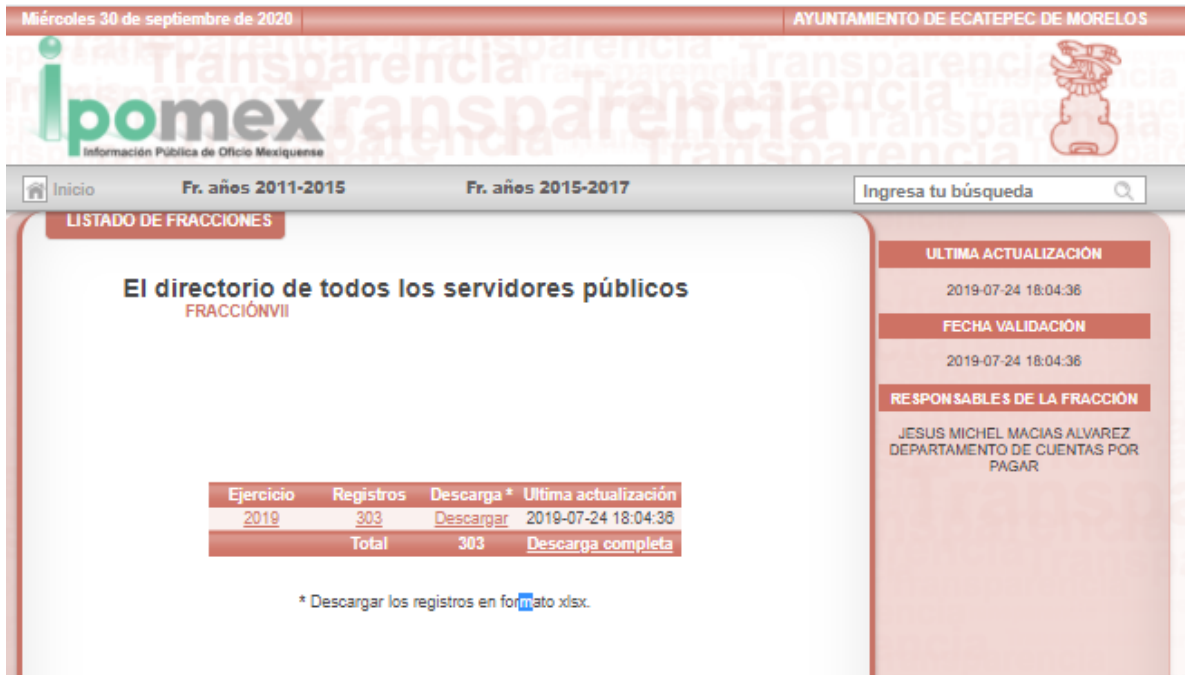 Miércoles 30 de septiembre de 2020
AYUNTAMIENTO DE ECATEPEC DE MORELOS
Transparencia
ipomex
Información Pública de Oficio Mexiquense
Inicio
Fr. años 2011-2015
Fr. años 2015-2017
Ingresa tu búsqueda
LISTADO DE FRACCIONES
El directorio de todos los servidores públicos
FRACCIÓNVII
Ejercicio Registros Descarga * Ultima actualización
2019 303 Descargar 2019-07-24 18:04:36
Total 303 Descarga completa
* Descargar los registros en formato xlsx.
ULTIMA ACTUALIZACIÓN
2019-07-24 18:04:36
FECHA VALIDACIÓN
2019-07-24 18:04:36
RESPONSABLES DE LA FRACCIÓN
JESUS MICHEL MACIAS ALVAREZ
DEPARTAMENTO DE CUENTAS POR
PAGAR